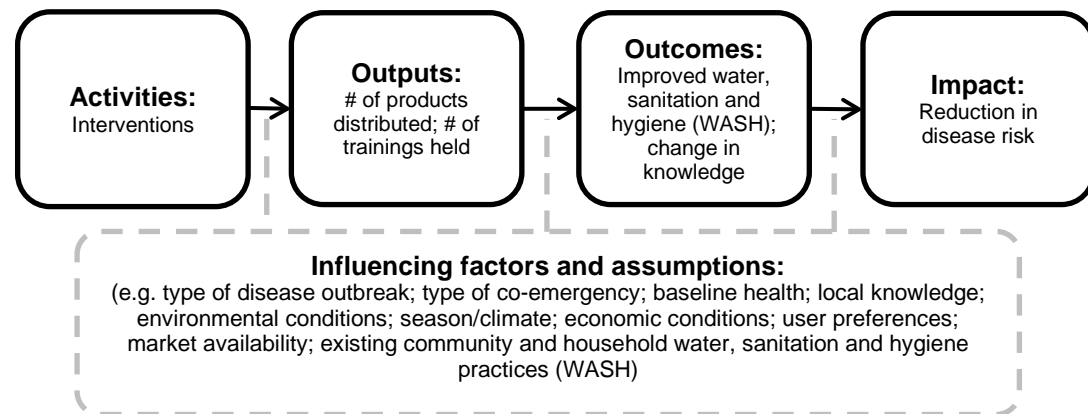 Activities:
Interventions
Outputs:
# of products
distributed; # of
trainings held
Outcomes:
Improved water,
sanitation and
hygiene (WASH);
change in
knowledge
Impact:
Reduction in
disease risk
Influencing factors and assumptions:
(e.g. type of disease outbreak; type of co-emergency; baseline health; local knowledge;
environmental conditions; season/climate; economic conditions; user preferences;
market availability; existing community and household water, sanitation and hygiene
practices (WASH)